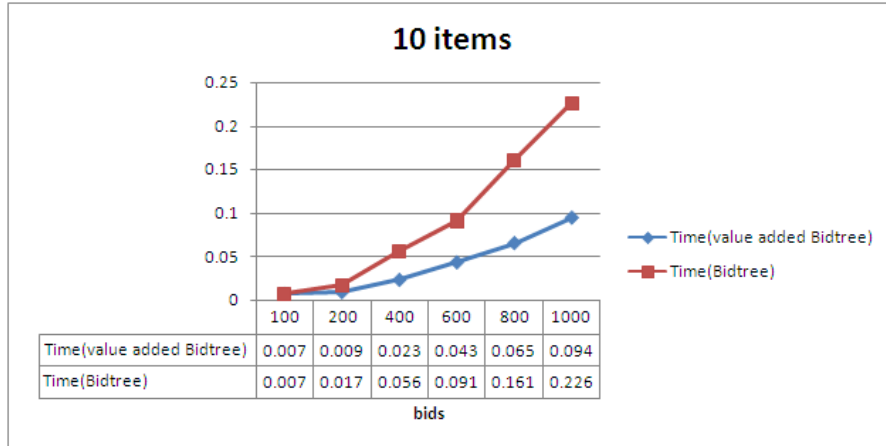 10 items
0.25
0.2
0.15
0.1
0.05
0
Time(value added Bidtree)
Time(Bidtree)
100 200 400 600 800 1000
Time(value added Bidtree) 0.007 0.009 0.023 0.043 0.065 0.094
Time(Bidtree) 0.007 0.017 0.056 0.091 0.161 0.226
bids